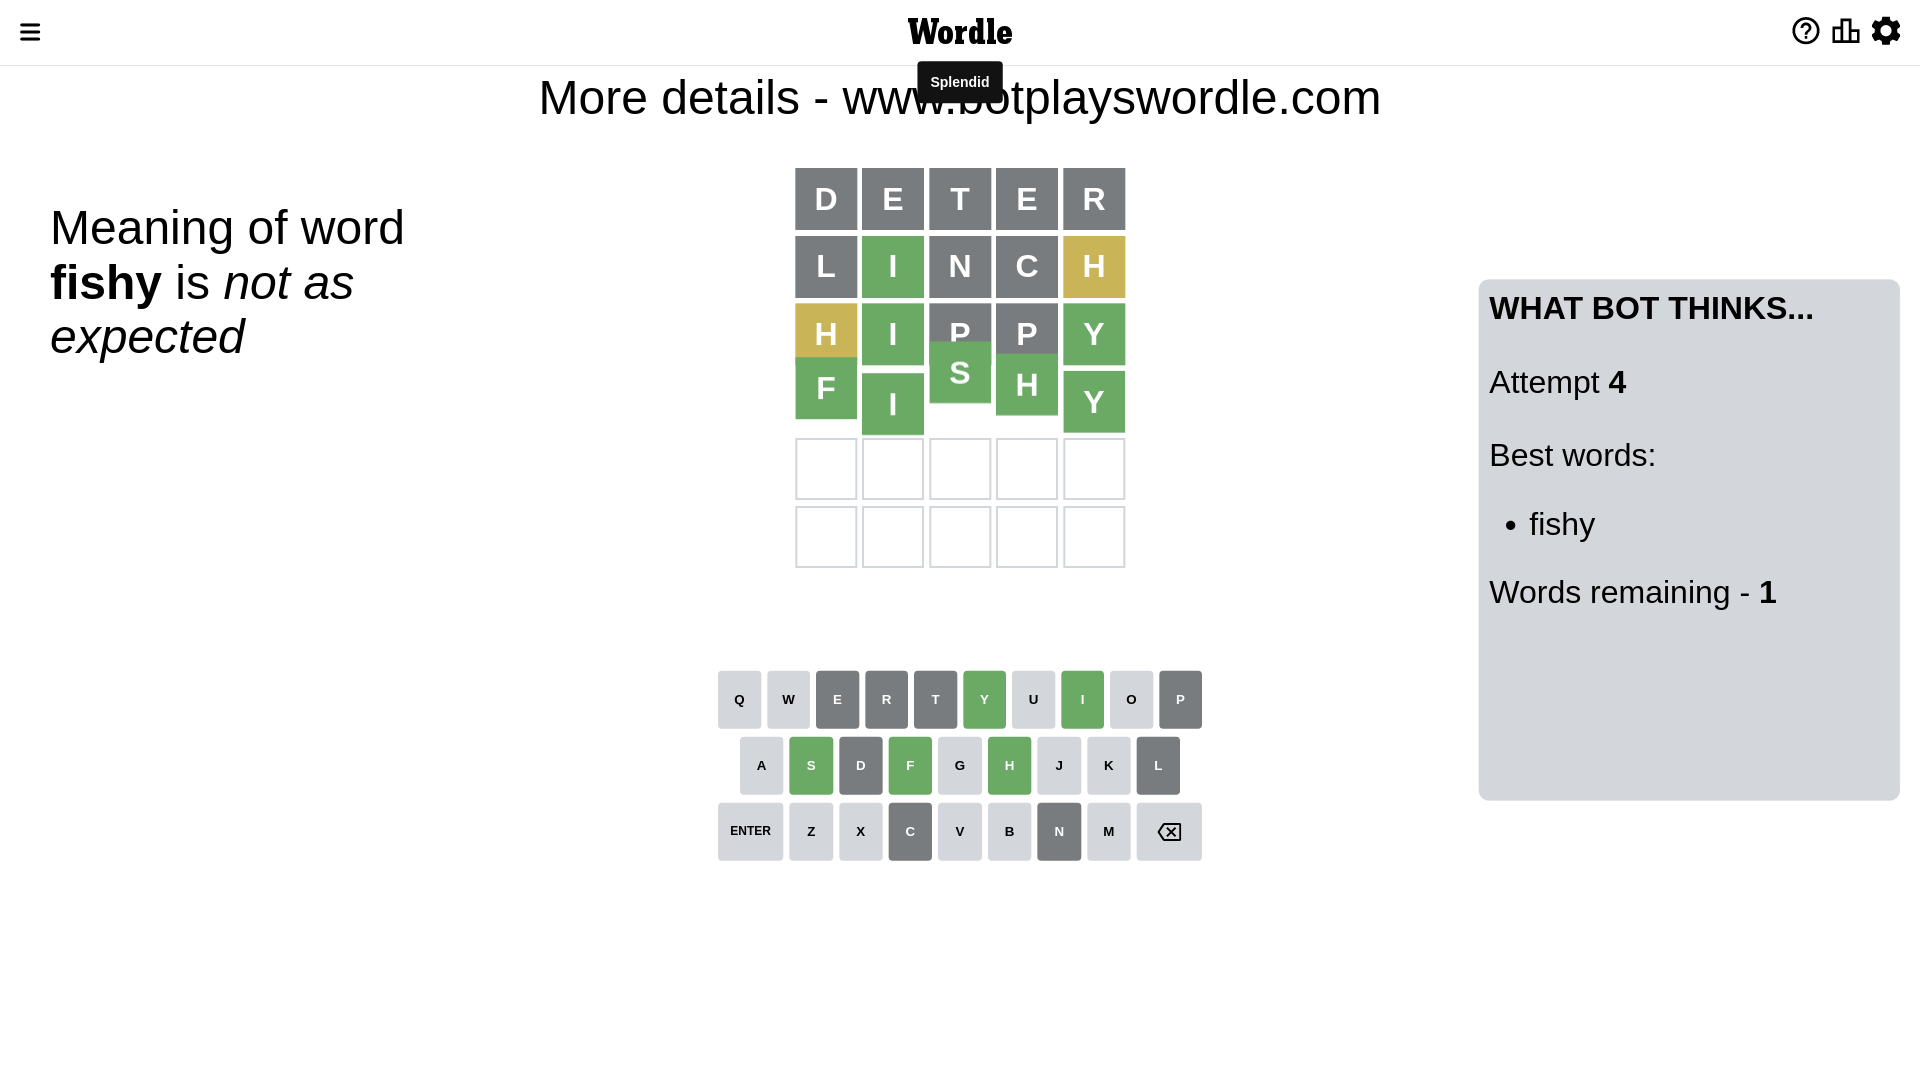 Wordle
Splendid
More details - www.botplayswordle.com
Meaning of word
fishy is not as
expected
D E T E R
L I N C H
H I P P Y
F I S H Y
WHAT BOT THINKS...
Attempt 4
Best words:
• fishy
Words remaining - 1
Q W E R T Y U I O P
A S D F G H J K L
ENTER Z X C V B N M